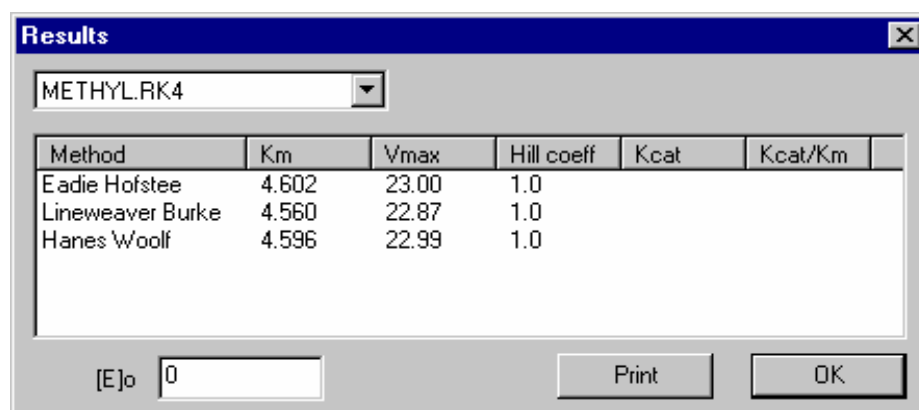 Results
METHYL.RK4
Method Km Vmax Hill coeff Kcat Kcat/Km
Eadie Hofstee 4.602 23.00 1.0
Lineweaver Burke 4.560 22.87 1.0
Hanes Woolf 4.596 22.99 1.0
[E]o 0 Print OK